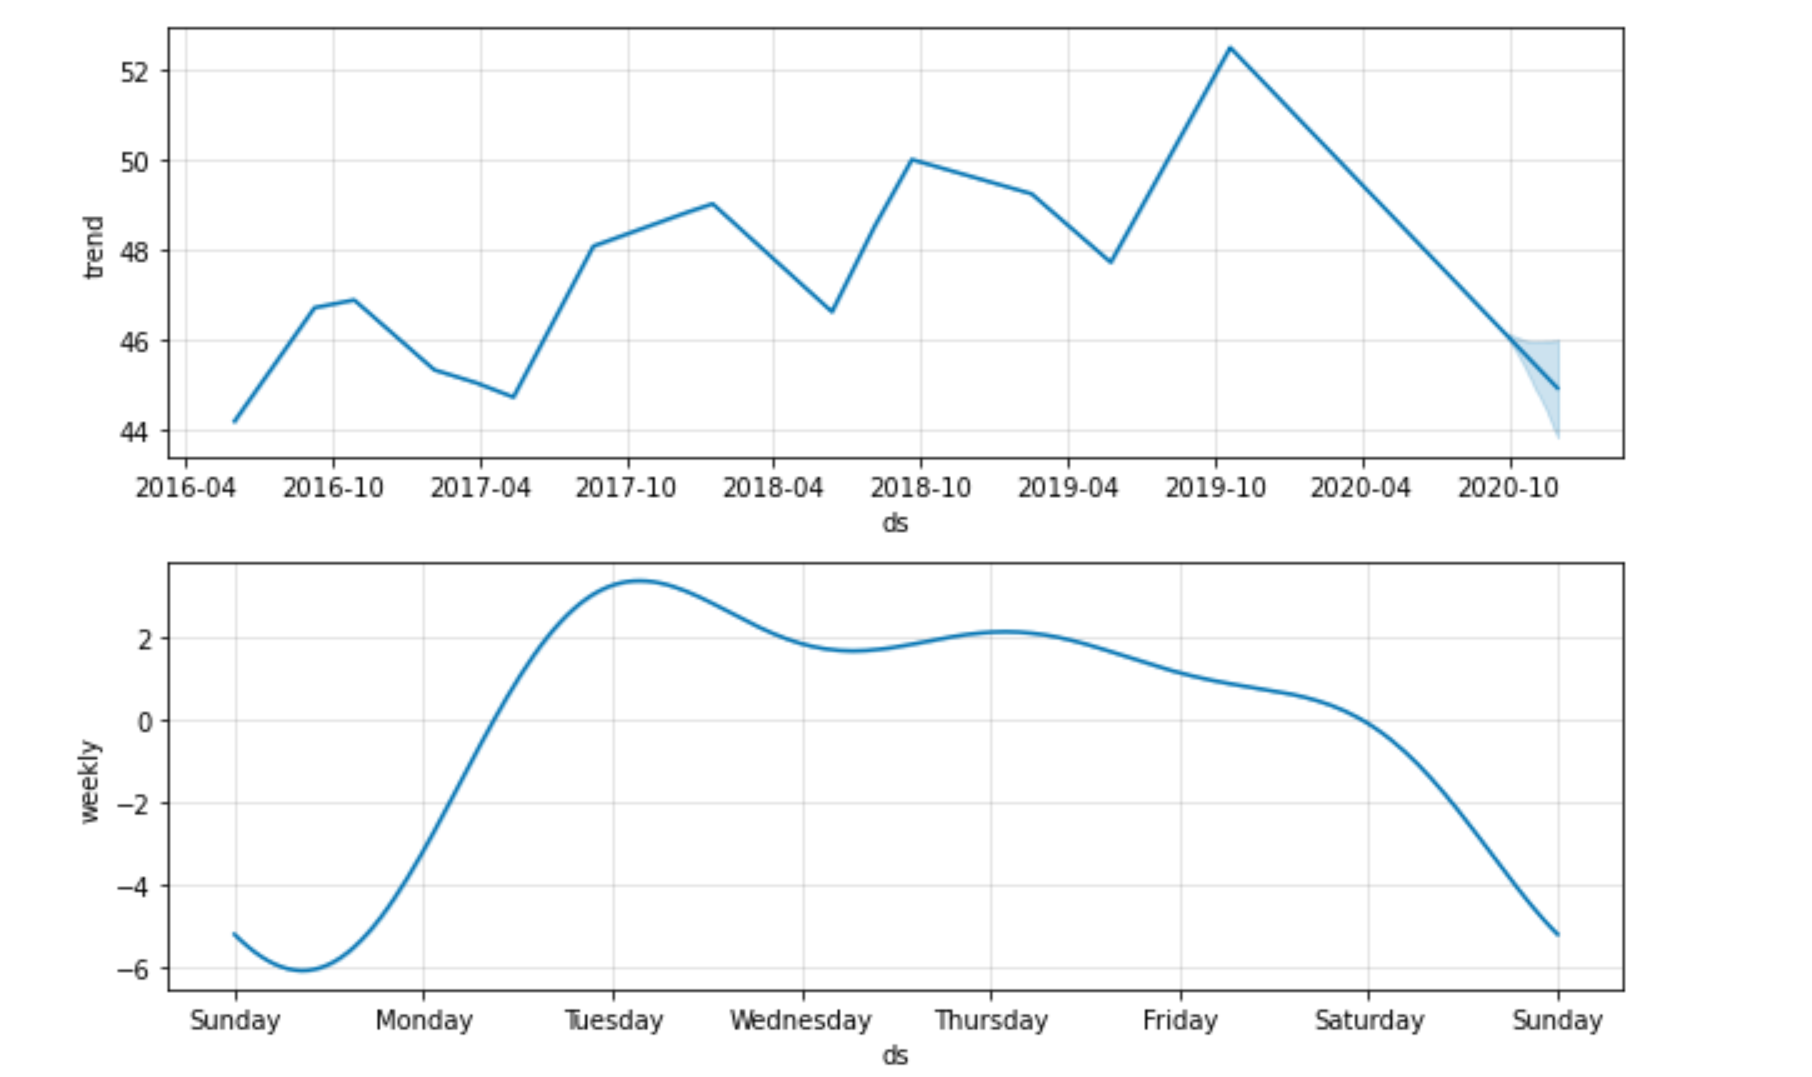 52
50
48
46
44
trend
2016-04 2016-10 2017-04 2017-10 2018-04 2018-10 2019-04 2019-10 2020-04 2020-10
ds
2
0
−2
−4
−6
weekly
Sunday Monday Tuesday Wednesday Thursday Friday Saturday Sunday
ds